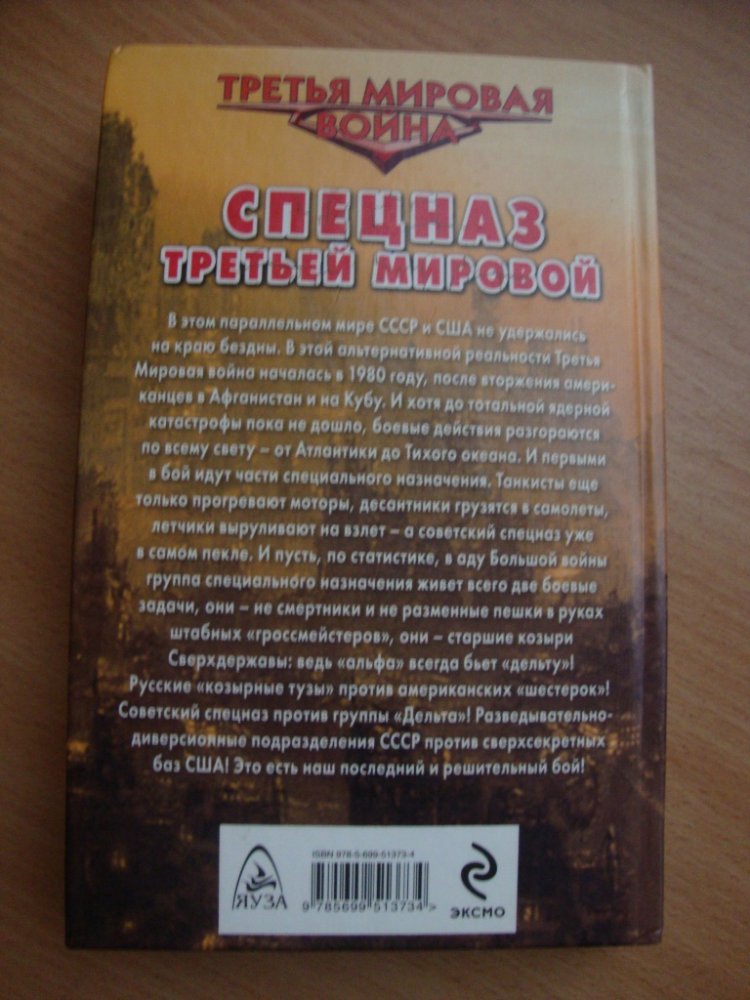 ТРЕТЬЯ МИРОВАЯ
ВОЙНА
СПЕЦНАЗ
ТРЕТЬЕЙ МИРОВОЙ
В этом параллельном мире СССР и США не удержались
на краю бездны. В этой альтернативной реальности Третья
Мировая война началась в 1980 году, после вторжения амери-
канцев в Афганистан и на Кубу. И хотя до тотальной ядерной
катастрофы пока не дошло, боевые действия разгораются
по всему свету – от Атлантики до Тихого океана. И первыми
в бой идут части специального назначения. Танкисты еще
только прогревают моторы, десантники грузятся в самолеты,
летчики выруливают на взлет – а советский спецназ уже
в самом пекле. И пусть, по статистике, в аду Большой войны
группа специального назначения живет всего две боевые
задачи, они – не смертники и не разменные пешки в руках
штабных «гроссмейстеров», они – старшие козыри
Сверхдержавы: ведь «альфа» всегда бьет «дельту»!
Русские «козырные тузы» против американских «шестерок»!
Советский спецназ против группы «Дельта»! Разведывательно-
диверсионные подразделения СССР против сверхсекретных
баз США! Это есть наш последний и решительный бой!
ISBN 978-5-699-51373-4
9 785699 513734 >
ЯУЗА
ЭКСМО